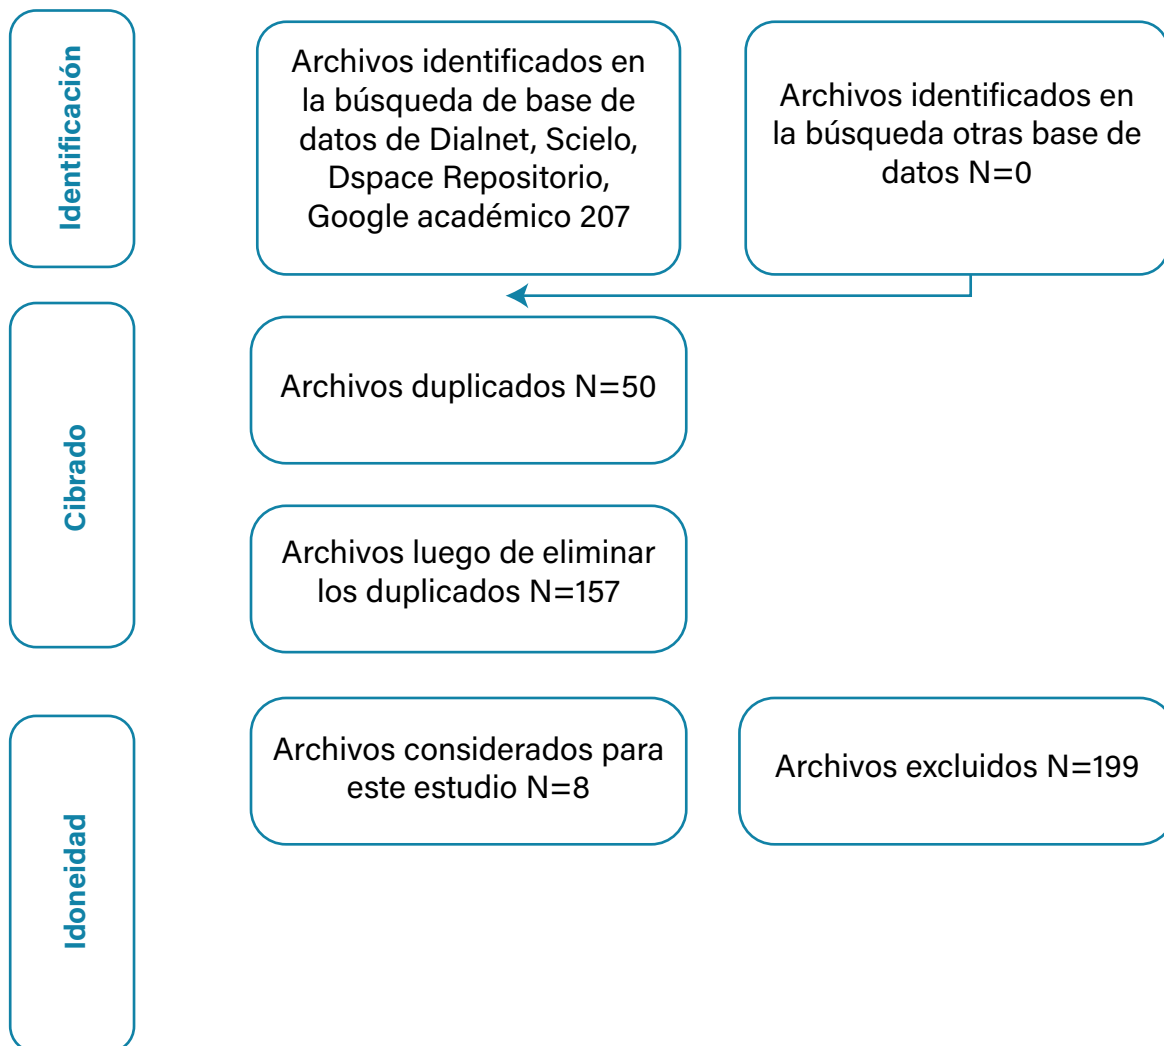 Identificación
Archivos identificados en
la búsqueda de base de
datos de Dialnet, Scielo,
Dspace Repositorio,
Google académico 207
Archivos identificados en
la búsqueda otras base de
datos N=0
Cibrado
Archivos duplicados N=50
Archivos luego de eliminar
los duplicados N=157
Idoneidad
Archivos considerados para
este estudio N=8
Archivos excluidos N=199